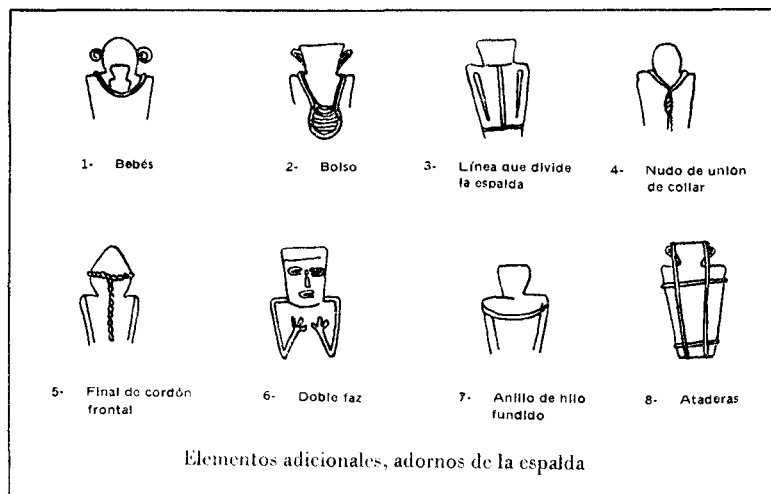 1- Bebés
2- Bolso
3- Línea que divide
la espalda
4- Nudo de unión
de collar
5- Final de cordón
frontal
6- Doble faz
7- Anillo de hilo
fundido
8- Ataderas
Elementos adicionales, adornos de la espalda